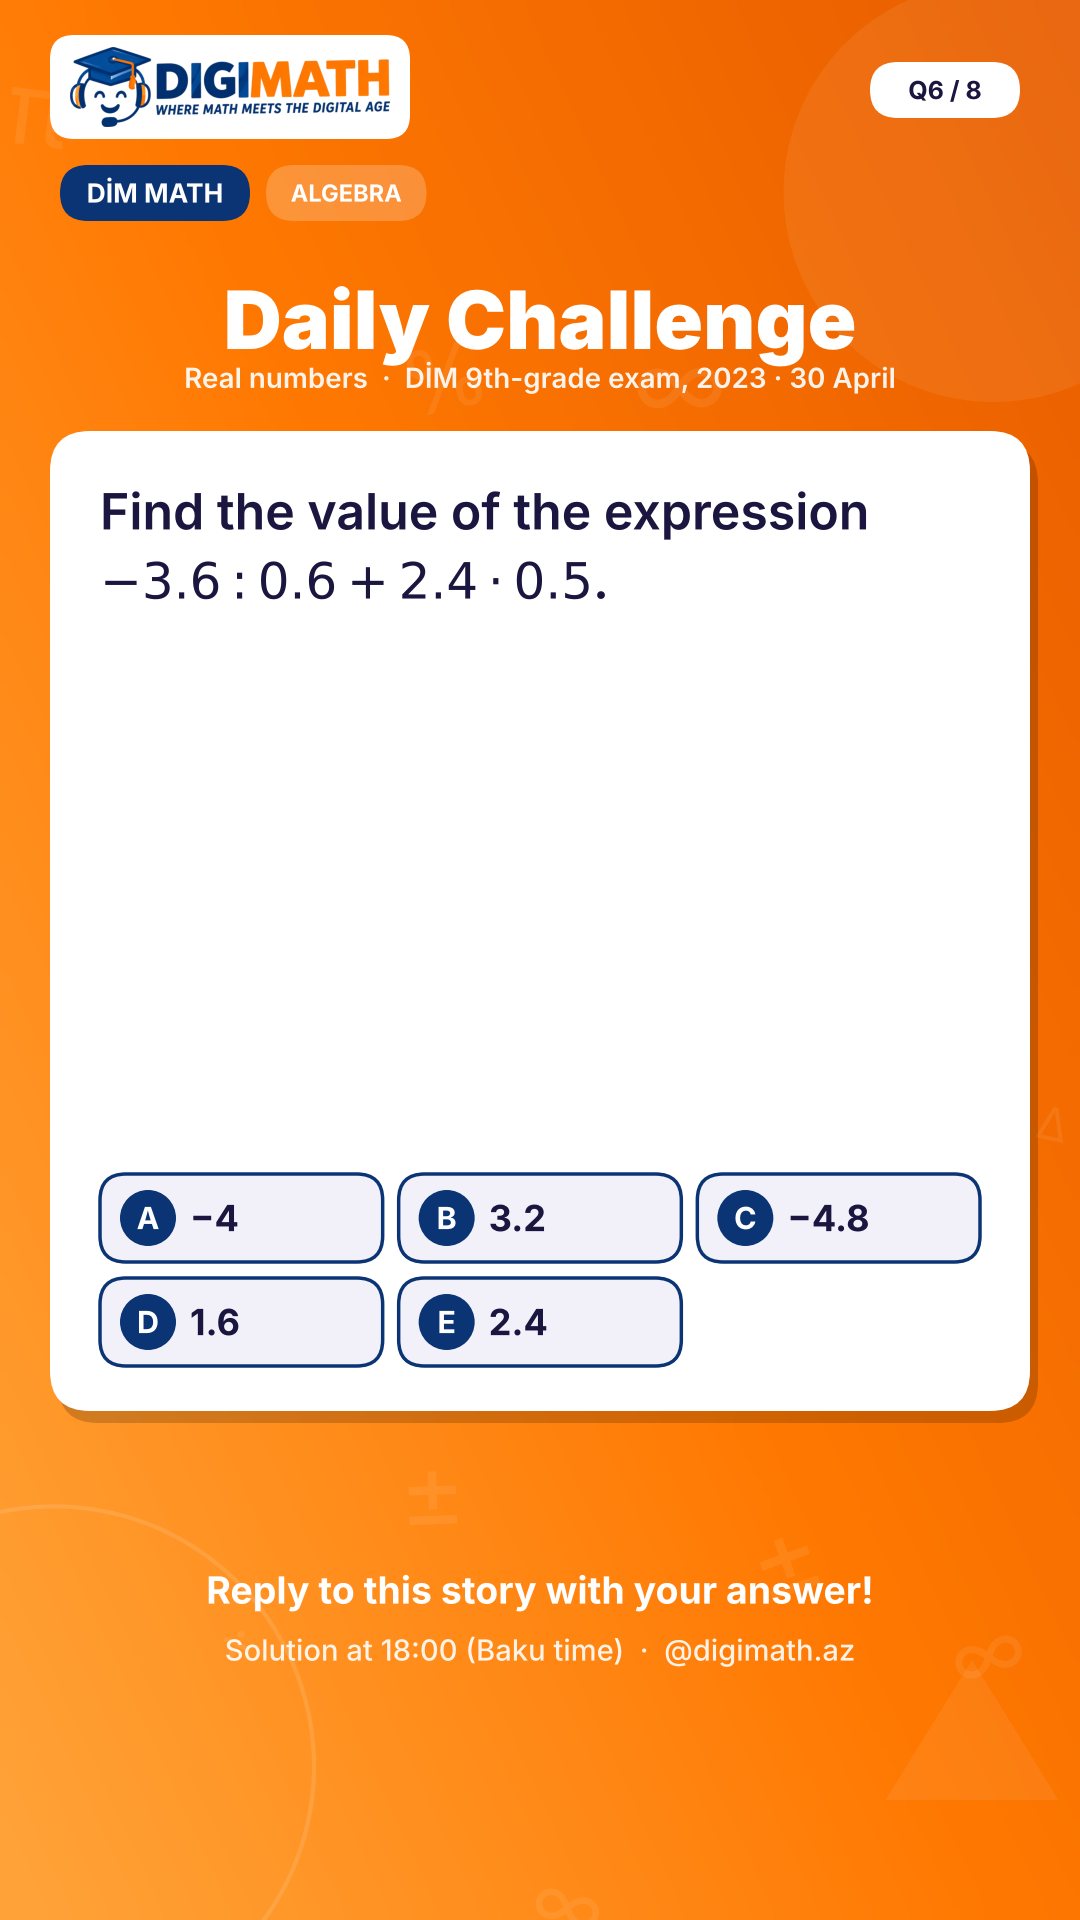 DIGIMATH
WHERE MATH MEETS THE DIGITAL AGE
Q6 / 8
DİM MATH
ALGEBRA
Daily Challenge
Real numbers · DİM 9th-grade exam, 2023 · 30 April
Find the value of the expression
−3.6 : 0.6 + 2.4 · 0.5.
A −4
B 3.2
C −4.8
D 1.6
E 2.4
Reply to this story with your answer!
Solution at 18:00 (Baku time) · @digimath.az